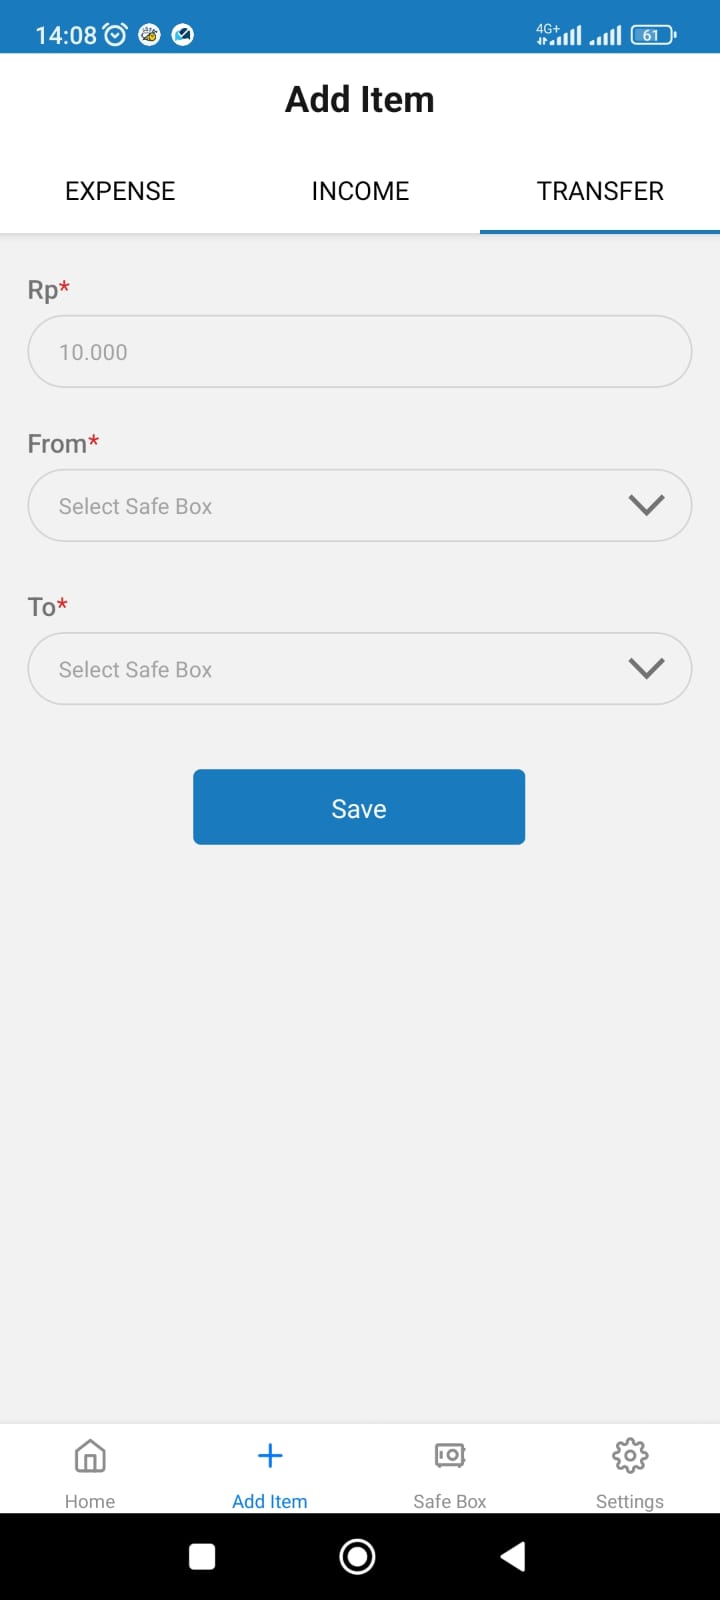 14:08 4G+ 61
Add Item
EXPENSE INCOME TRANSFER
Rp*
10.000
From*
Select Safe Box
To*
Select Safe Box
Save
Home Add Item Safe Box Settings